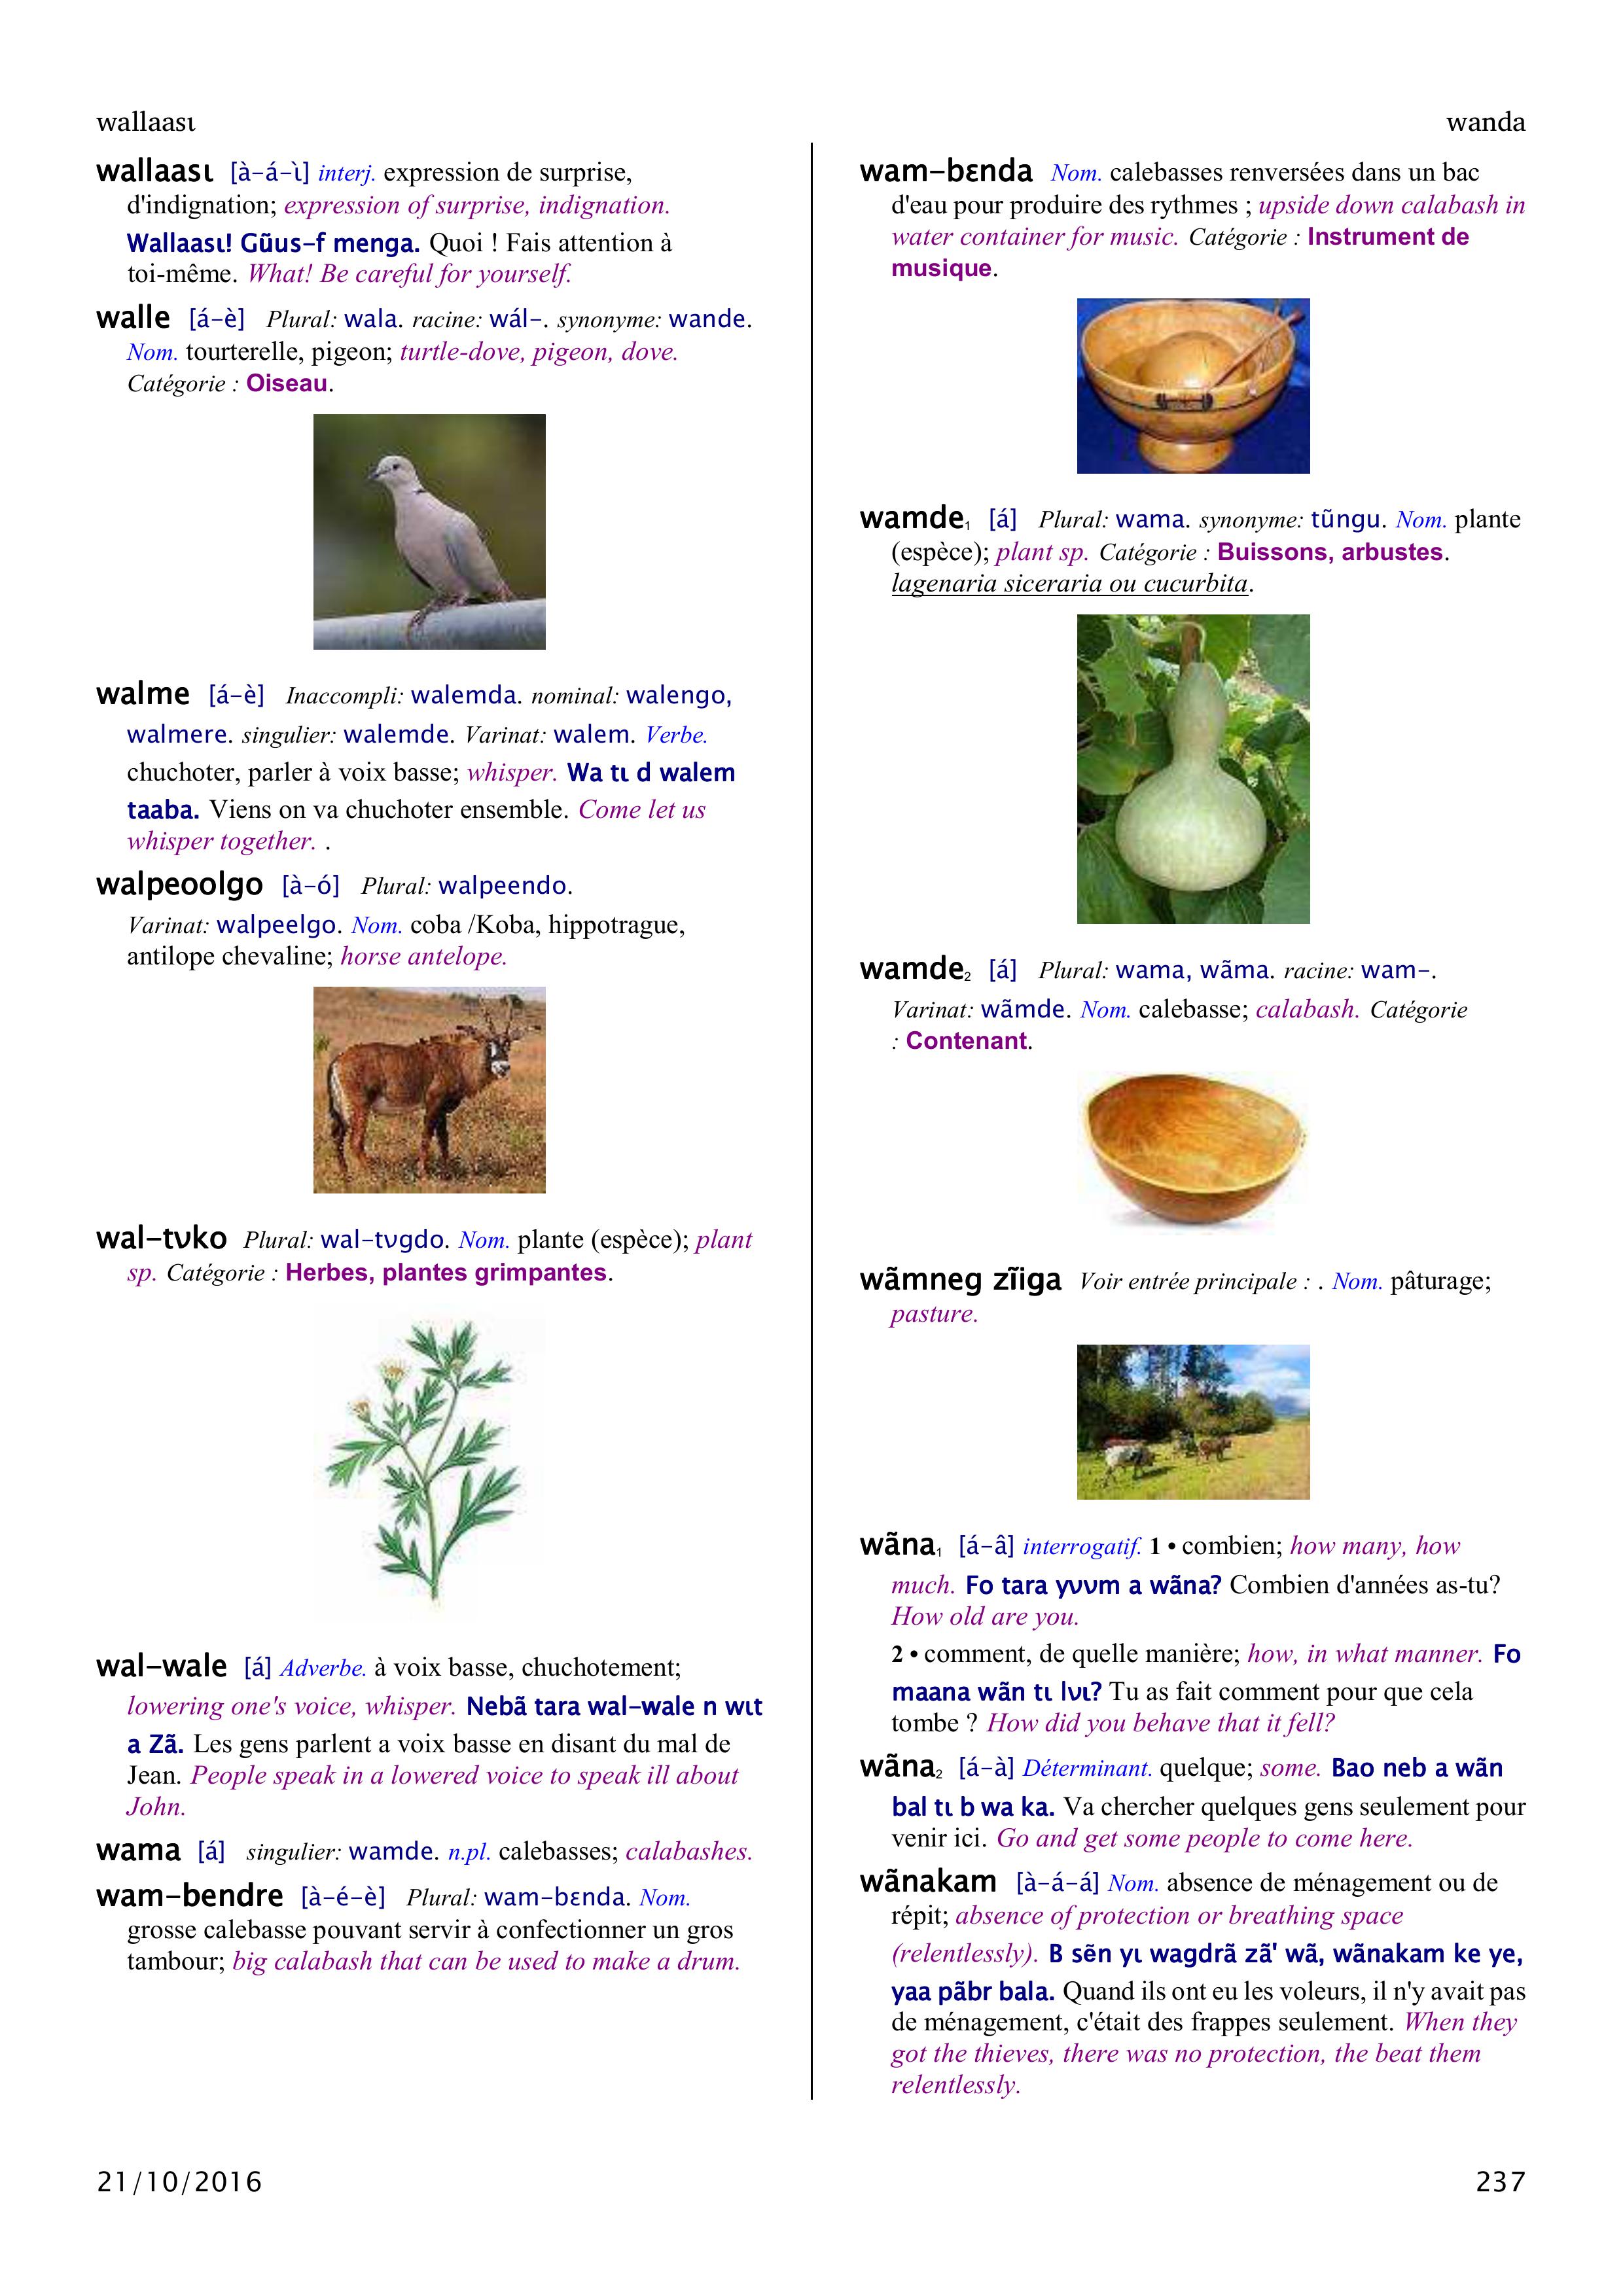 wallaasɩ
wanda
wallaasɩ [à-á-ɩ̀] interj. expression de surprise,
d'indignation; expression of surprise, indignation.
Wallaasɩ! Gũus-f menga. Quoi ! Fais attention à
toi-même. What! Be careful for yourself.
walle [á-è] Plural: wala. racine: wál-. synonyme: wande.
Nom. tourterelle, pigeon; turtle-dove, pigeon, dove.
Catégorie : Oiseau.
walme [á-è] Inaccompli: walemda. nominal: walengo,
walmere. singulier: walemde. Varinat: walem. Verbe.
chuchoter, parler à voix basse; whisper. Wa tɩ d walem
taaba. Viens on va chuchoter ensemble. Come let us
whisper together. .
walpeoolgo [à-ó] Plural: walpeendo.
Varinat: walpeelgo. Nom. coba /Koba, hippotrague,
antilope chevaline; horse antelope.
wal-tʋko Plural: wal-tʋgdo. Nom. plante (espèce); plant
sp. Catégorie : Herbes, plantes grimpantes.
wal-wale [á] Adverbe. à voix basse, chuchotement;
lowering one's voice, whisper. Nebã tara wal-wale n wɩt
a Zã. Les gens parlent a voix basse en disant du mal de
Jean. People speak in a lowered voice to speak ill about
John.
wama [á] singulier: wamde. n.pl. calebasses; calabashes.
wam-bendre [à-é-è] Plural: wam-bɛnda. Nom.
grosse calebasse pouvant servir à confectionner un gros
tambour; big calabash that can be used to make a drum.
wam-bɛnda Nom. calebasses renversées dans un bac
d'eau pour produire des rythmes ; upside down calabash in
water container for music. Catégorie : Instrument de
musique.
wamde₁ [á] Plural: wama. synonyme: tũngu. Nom. plante
(espèce); plant sp. Catégorie : Buissons, arbustes.
lagenaria siceraria ou cucurbita.
wamde₂ [á] Plural: wama, wãma. racine: wam-.
Varinat: wãmde. Nom. calebasse; calabash. Catégorie
: Contenant.
wãmneg zĩiga Voir entrée principale : . Nom. pâturage;
pasture.
wãna₁ [á-â] interrogatif. 1 • combien; how many, how
much. Fo tara yʋʋm a wãna? Combien d'années as-tu?
How old are you.
2 • comment, de quelle manière; how, in what manner. Fo
maana wãn tɩ lʋɩ? Tu as fait comment pour que cela
tombe ? How did you behave that it fell?
wãna₂ [á-à] Déterminant. quelque; some. Bao neb a wãn
bal tɩ b wa ka. Va chercher quelques gens seulement pour
venir ici. Go and get some people to come here.
wãnakam [à-á-á] Nom. absence de ménagement ou de
répit; absence of protection or breathing space
(relentlessly). B sẽn yɩ wagdrã zã' wã, wãnakam ke ye,
yaa pãbr bala. Quand ils ont eu les voleurs, il n'y avait pas
de ménagement, c'était des frappes seulement. When they
got the thieves, there was no protection, the beat them
relentlessly.
21/10/2016
237